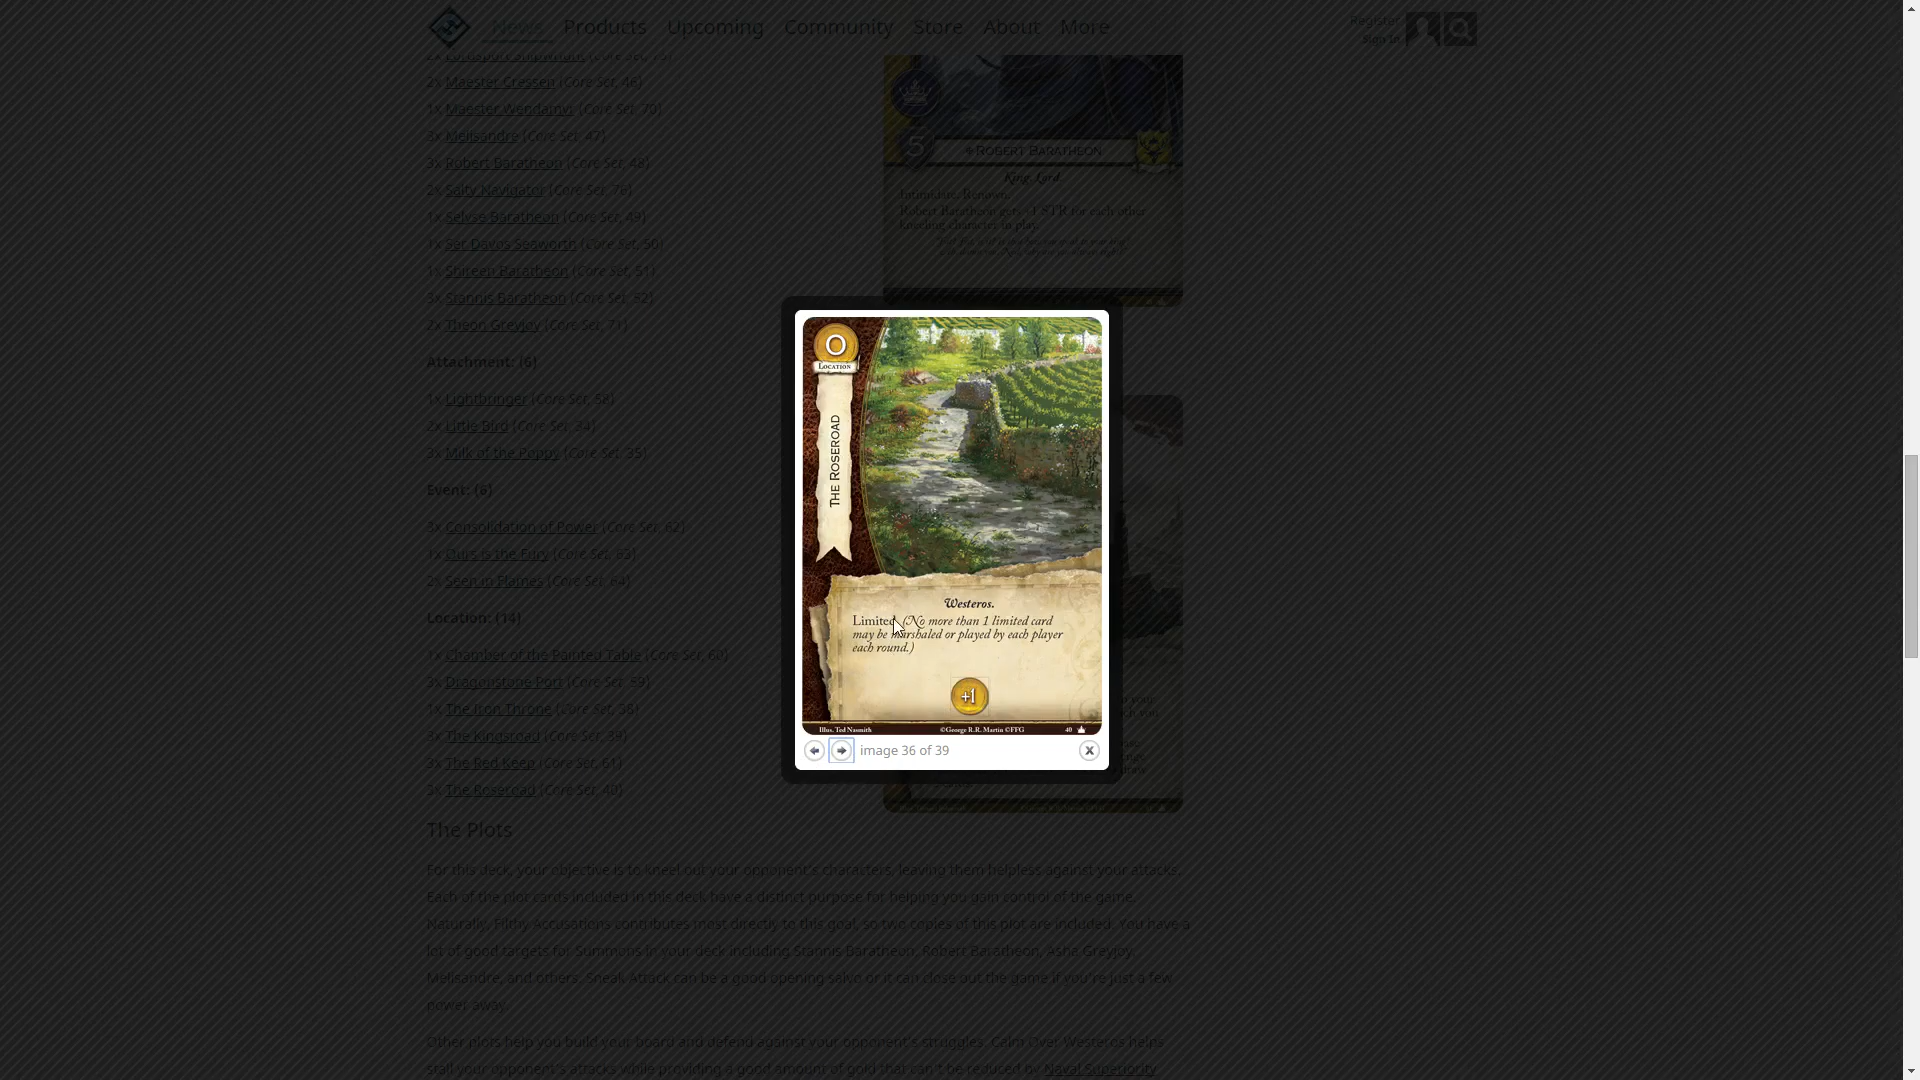 News Products Upcoming Community Store About More
Register
Sign In
2x Lordsport Shipwright (Core Set, 75)
2x Maester Cressen (Core Set, 46)
1x Maester Wendamyr (Core Set, 70)
3x Melisandre (Core Set, 47)
3x Robert Baratheon (Core Set, 48)
2x Salty Navigator (Core Set, 76)
1x Selyse Baratheon (Core Set, 49)
1x Ser Davos Seaworth (Core Set, 50)
1x Shireen Baratheon (Core Set, 51)
3x Stannis Baratheon (Core Set, 52)
2x Theon Greyjoy (Core Set, 71)
Attachment: (6)
1x Lightbringer (Core Set, 58)
2x Little Bird (Core Set, 34)
3x Milk of the Poppy (Core Set, 35)
Event: (6)
3x Consolidation of Power (Core Set, 62)
1x Ours is the Fury (Core Set, 63)
2x Seen in Flames (Core Set, 64)
Location: (14)
1x Chamber of the Painted Table (Core Set, 60)
3x Dragonstone Port (Core Set, 59)
1x The Iron Throne (Core Set, 38)
3x The Kingsroad (Core Set, 39)
3x The Red Keep (Core Set, 61)
3x The Roseroad (Core Set, 40)
5
ROBERT BARATHEON
King. Lord.
Intimidate. Renown.
Robert Baratheon gets +1 STR for each other
kneeling character in play.
0
LOCATION
THE ROSEROAD
Westeros.
Limited. (No more than 1 limited card
may be marshaled or played by each player
each round.)
+1
Illus. Ted Nasmith ©George R.R. Martin ©FFG 40
image 36 of 39
The Plots
For this deck, your objective is to kneel out your opponent's characters, leaving them helpless against your attacks.
Each of the plot cards included in this deck have a distinct purpose for helping you gain control of the game.
Naturally, Filthy Accusations contributes most directly to this goal, so two copies of this plot are included. You have a
lot of good targets for Summons in your deck including Stannis Baratheon, Robert Baratheon, Asha Greyjoy,
Melisandre, and others. Sneak Attack can be a good opening salvo or it can close out the game if you're just a few
power away.
Other plots help you build your board and defend against your opponent's struggles. Calm Over Westeros helps
stall your opponent's attacks while providing a good amount of gold that can't be reduced by Naval Superiority